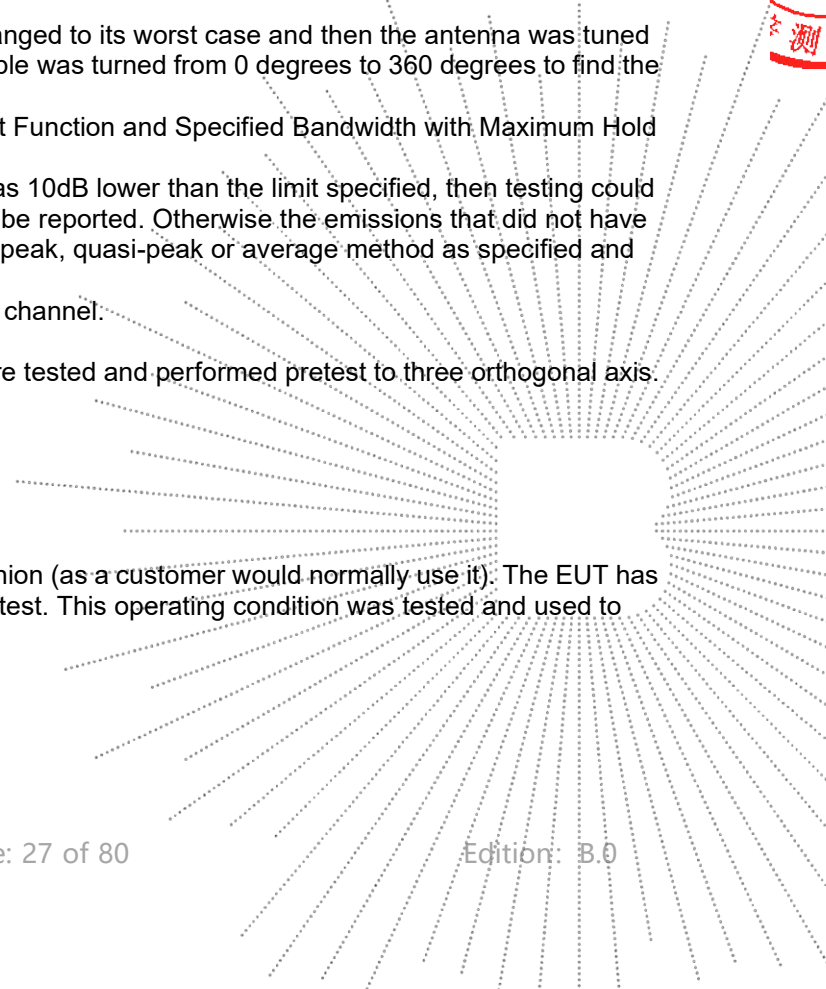 测
anged to its worst case and then the antenna was tuned
ble was turned from 0 degrees to 360 degrees to find the
t Function and Specified Bandwidth with Maximum Hold
as 10dB lower than the limit specified, then testing could
be reported. Otherwise the emissions that did not have
peak, quasi-peak or average method as specified and
channel.
re tested and performed pretest to three orthogonal axis.
nion (as a customer would normally use it). The EUT has
test. This operating condition was tested and used to
e: 27 of 80 Edition: B.0